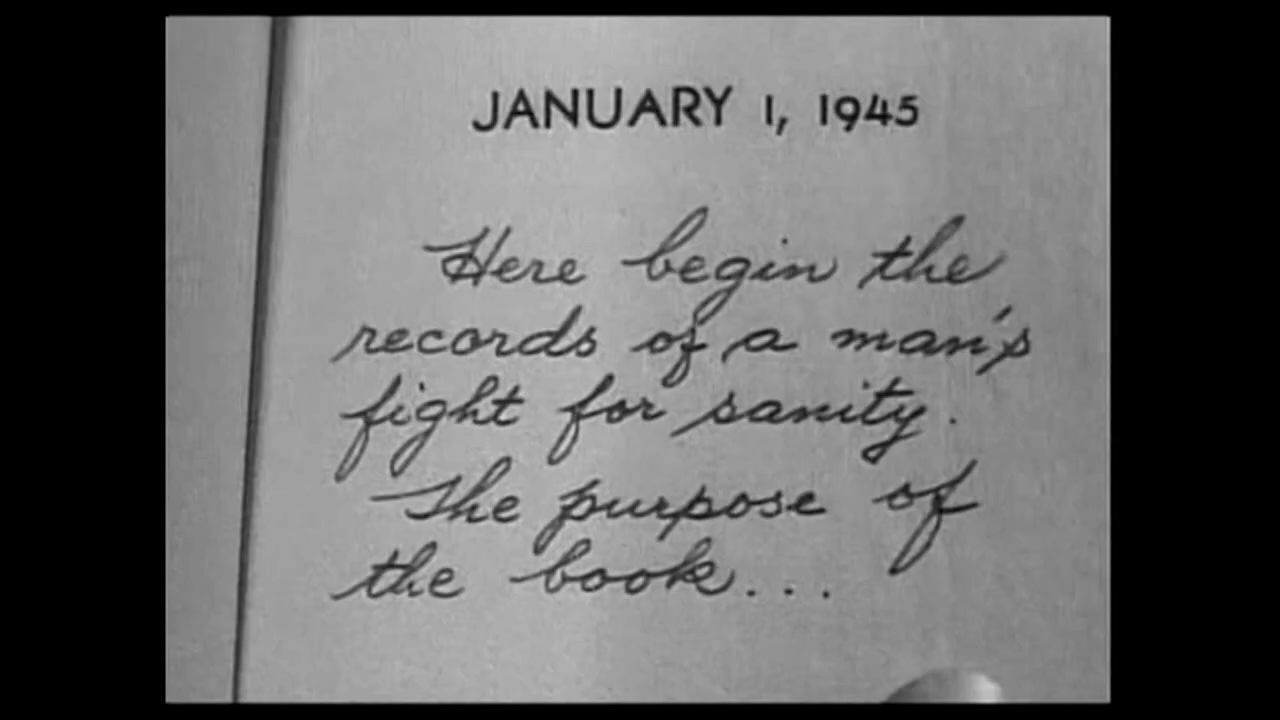 JANUARY 1, 1945
Here begin the
records of a man's
fight for sanity.
The purpose of
the book...